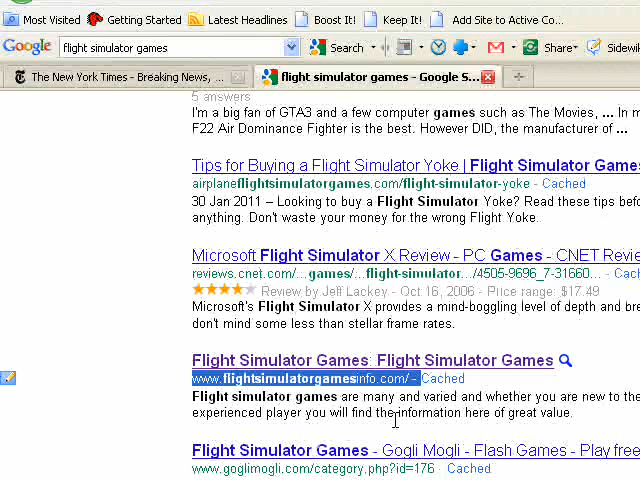 Most Visited Getting Started Latest Headlines Boost It! Keep It! Add Site to Active Co...
Google flight simulator games Search Share Sidewi
The New York Times - Breaking News, ... flight simulator games - Google S...
5 answers
I'm a big fan of GTA3 and a few computer games such as The Movies, ... In m
F22 Air Dominance Fighter is the best. However DID, the manufacturer of ...
Tips for Buying a Flight Simulator Yoke | Flight Simulator Games
airplaneflightsimulatorgames.com/flight-simulator-yoke - Cached
30 Jan 2011 – Looking to buy a Flight Simulator Yoke? Read these tips befo
anything. Don't waste your money for the wrong Flight Yoke.
Microsoft Flight Simulator X Review - PC Games - CNET Revie
reviews.cnet.com/...games/...flight-simulator.../4505-9696_7-31660... - Cach
Review by Jeff Lackey - Oct 16, 2006 - Price range: $17.49
Microsoft's Flight Simulator X provides a mind-boggling level of depth and bre
don't mind some less than stellar frame rates.
Flight Simulator Games: Flight Simulator Games
www.flightsimulatorgamesinfo.com/ - Cached
Flight simulator games are many and varied and whether you are new to the
experienced player you will find the information here of great value.
Flight Simulator Games - Gogli Mogli - Flash Games - Play free
www.goglimogli.com/category.php?id=176 - Cached